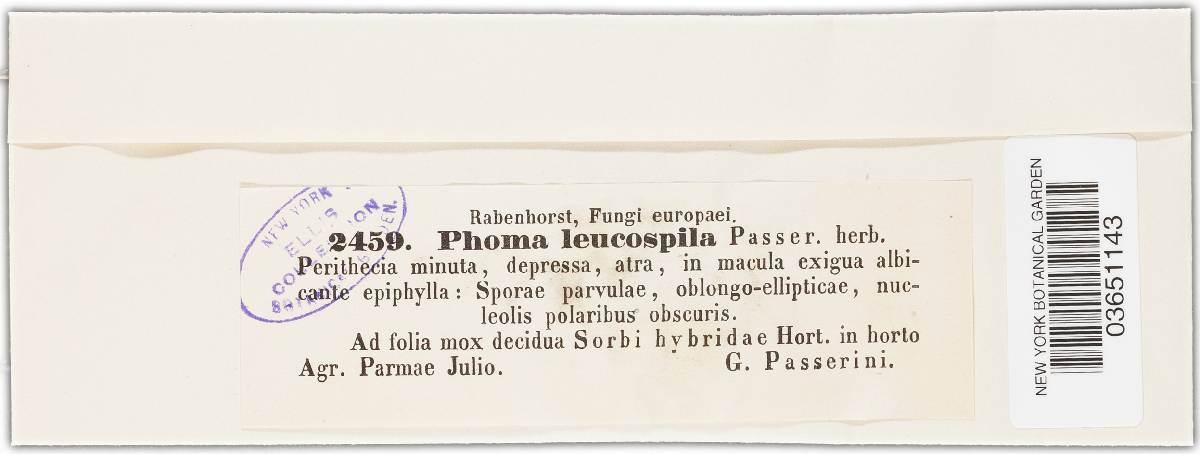 Rabenhorst, Fungi europaei.
2459. Phoma leucospila Passer. herb.
Perithecia minuta, depressa, atra, in macula exigua albi-
cante epiphylla: Sporae parvulae, oblongo-ellipticae, nuc-
leolis polaribus obscuris.
Ad folia mox decidua Sorbi hybridae Hort. in horto
Agr. Parmae Julio. G. Passerini.
NEW YORK
ELLIS
COLLECTION
NEW YORK BOTANICAL GARDEN
03651143